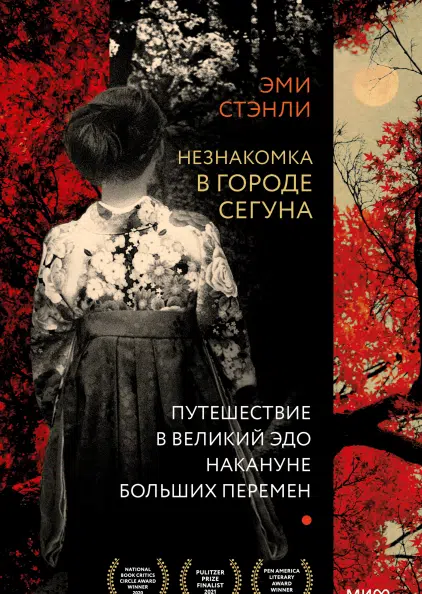 ЭМИ
СТЭНЛИ
НЕЗНАКОМКА
В ГОРОДЕ
СЕГУНА
ПУТЕШЕСТВИЕ
В ВЕЛИКИЙ ЭДО
НАКАНУНЕ
БОЛЬШИХ ПЕРЕМЕН
NATIONAL
BOOK CRITICS
CIRCLE AWARD
WINNER
2020
PULITZER
PRIZE
FINALIST
2021
PEN AMERICA
LITERARY
AWARD
WINNER